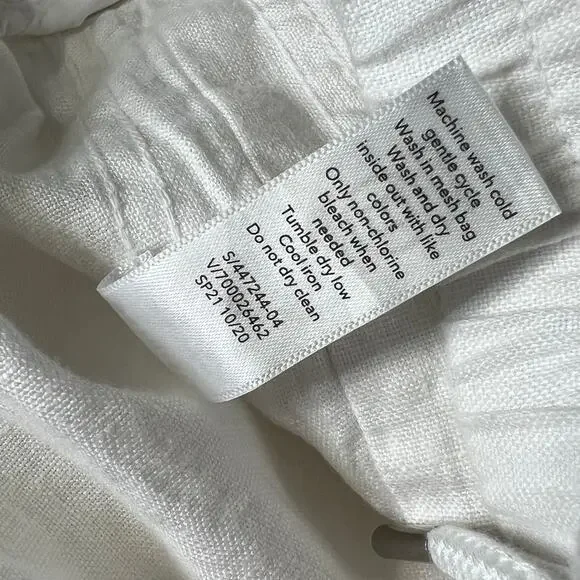 Machine wash cold
gentle cycle
Wash in mesh bag
Wash and dry
inside out with like
colors
Only non-chlorine
bleach when
needed
Tumble dry low
Cool iron
Do not dry clean
S/447244-04
V/700026462
SP21 10/20